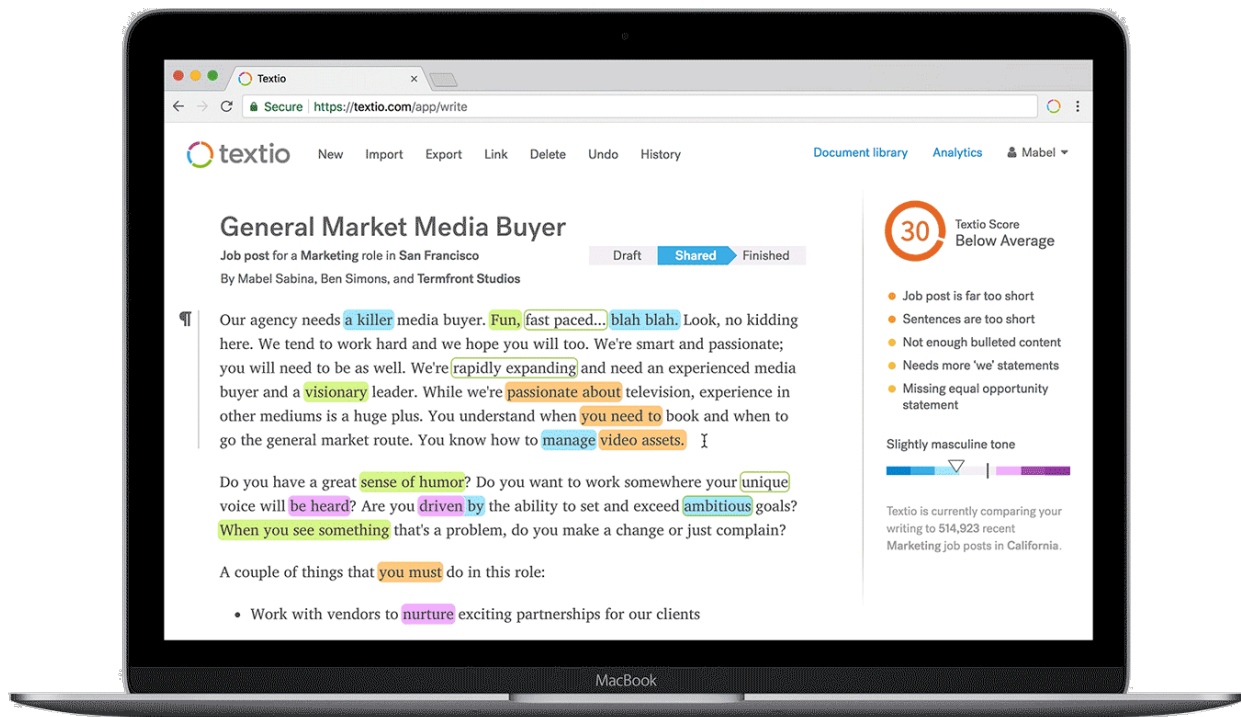 Textio
Secure https://textio.com/app/write
textio New Import Export Link Delete Undo History Document library Analytics Mabel
General Market Media Buyer
Job post for a Marketing role in San Francisco
Draft Shared Finished
By Mabel Sabina, Ben Simons, and Termfront Studios
Our agency needs a killer media buyer. Fun, fast paced... blah blah. Look, no kidding
here. We tend to work hard and we hope you will too. We're smart and passionate;
you will need to be as well. We're rapidly expanding and need an experienced media
buyer and a visionary leader. While we're passionate about television, experience in
other mediums is a huge plus. You understand when you need to book and when to
go the general market route. You know how to manage video assets.
Do you have a great sense of humor? Do you want to work somewhere your unique
voice will be heard? Are you driven by the ability to set and exceed ambitious goals?
When you see something that's a problem, do you make a change or just complain?
A couple of things that you must do in this role:
• Work with vendors to nurture exciting partnerships for our clients
30
Textio Score
Below Average
Job post is far too short
Sentences are too short
Not enough bulleted content
Needs more 'we' statements
Missing equal opportunity
statement
Slightly masculine tone
Textio is currently comparing your
writing to 514,923 recent
Marketing job posts in California.
MacBook